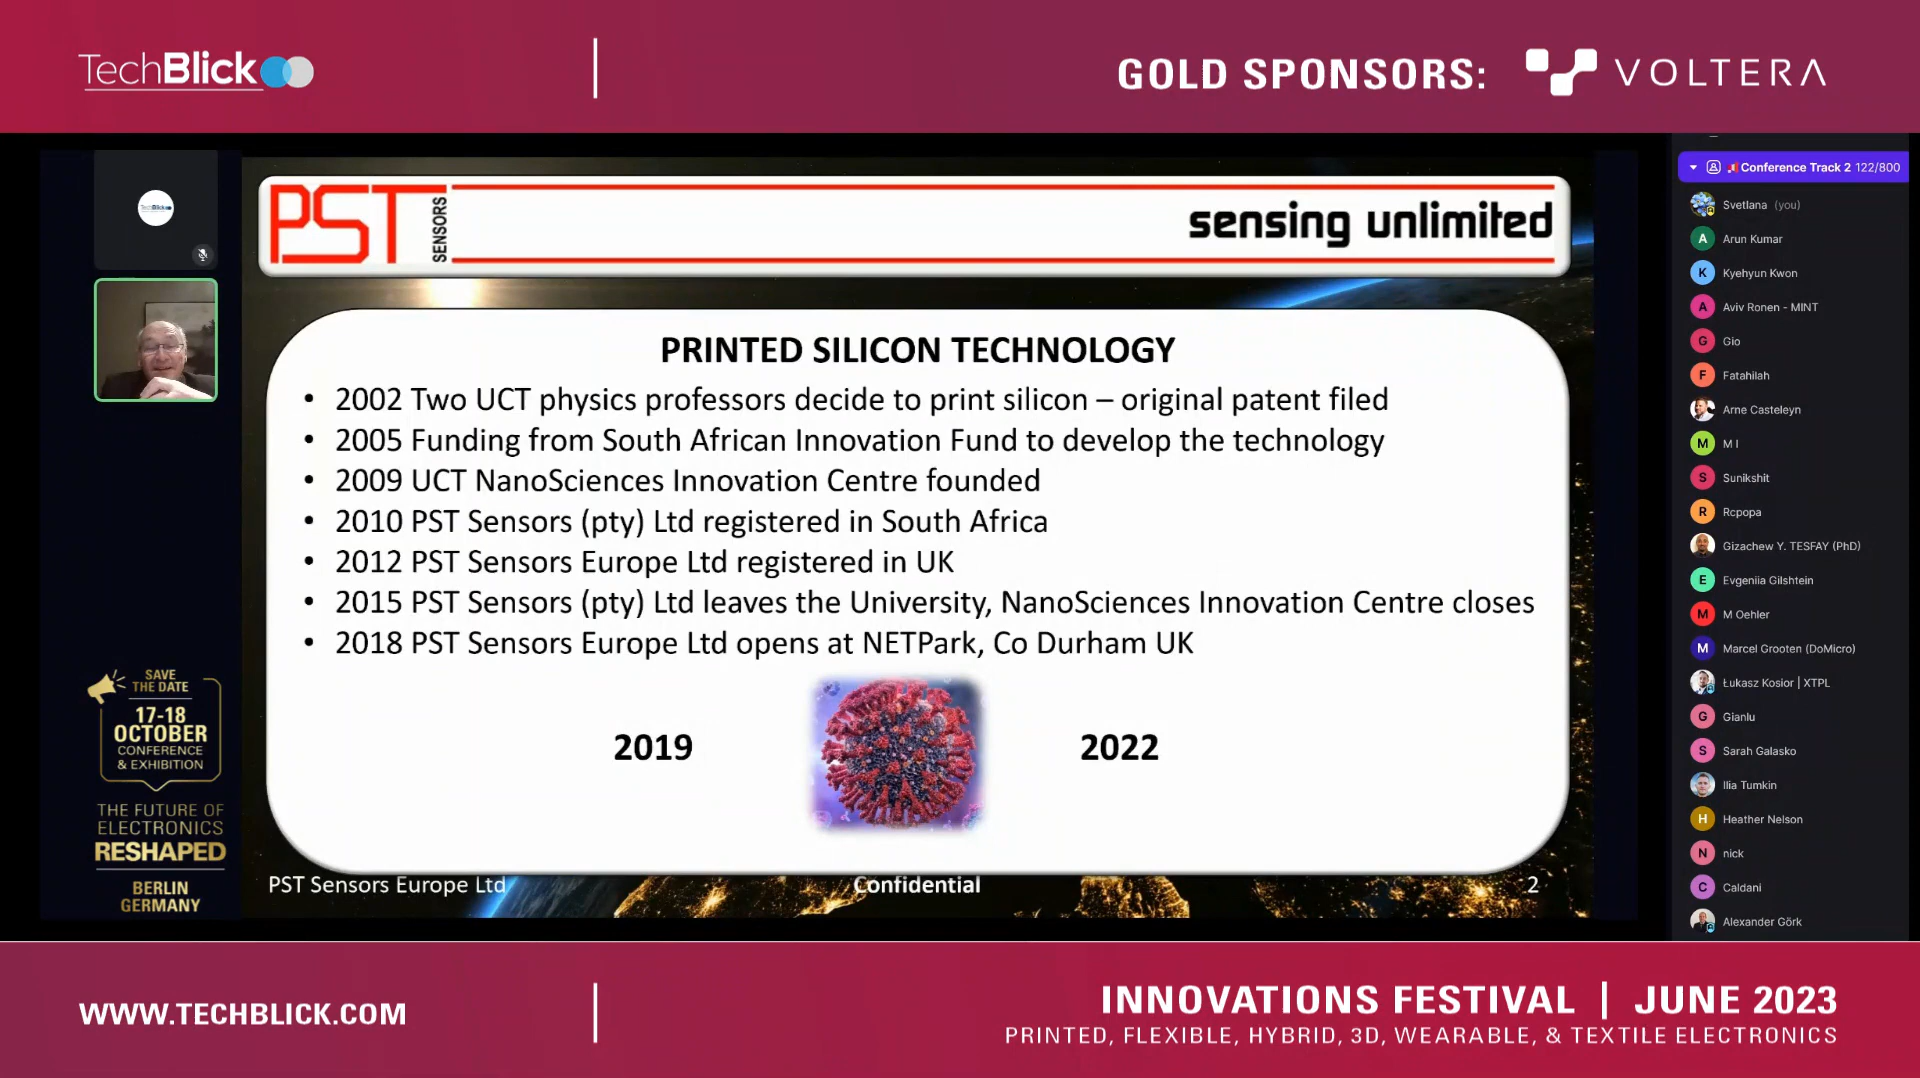 TechBlick
GOLD SPONSORS:
VOLTERA
PST
SENSORS
sensing unlimited
PRINTED SILICON TECHNOLOGY
• 2002 Two UCT physics professors decide to print silicon – original patent filed
• 2005 Funding from South African Innovation Fund to develop the technology
• 2009 UCT NanoSciences Innovation Centre founded
• 2010 PST Sensors (pty) Ltd registered in South Africa
• 2012 PST Sensors Europe Ltd registered in UK
• 2015 PST Sensors (pty) Ltd leaves the University, NanoSciences Innovation Centre closes
• 2018 PST Sensors Europe Ltd opens at NETPark, Co Durham UK
2019
2022
PST Sensors Europe Ltd
Confidential
2
SAVE
THE DATE
17-18
OCTOBER
CONFERENCE
& EXHIBITION
THE FUTURE OF
ELECTRONICS
RESHAPED
BERLIN
GERMANY
Conference Track 2 122/800
Svetlana (you)
A Arun Kumar
K Kyehyun Kwon
A Aviv Ronen - MINT
G Gio
F Fatahilah
Arne Casteleyn
M M I
S Sunikshit
R Rcpopa
Gizachew Y. TESFAY (PhD)
E Evgeniia Gilshtein
M M Oehler
M Marcel Grooten (DoMicro)
Łukasz Kosior | XTPL
G Gianlu
S Sarah Galasko
Ilia Tumkin
H Heather Nelson
N nick
C Caldani
Alexander Görk
WWW.TECHBLICK.COM
INNOVATIONS FESTIVAL | JUNE 2023
PRINTED, FLEXIBLE, HYBRID, 3D, WEARABLE, & TEXTILE ELECTRONICS